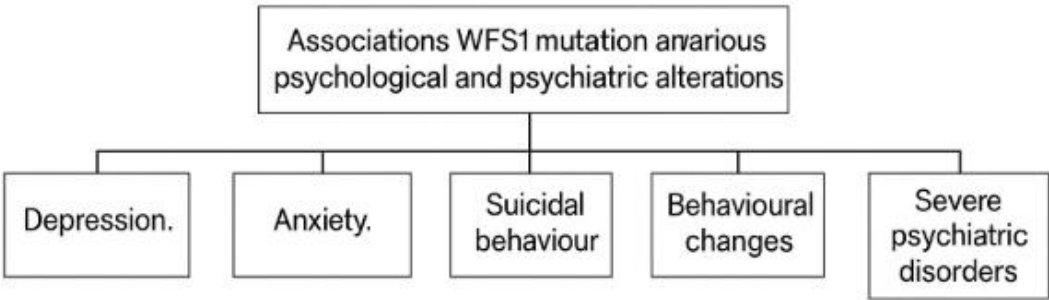 Associations WFS1 mutation anvarious
psychological and psychiatric alterations
Depression.
Anxiety.
Suicidal
behaviour
Behavioural
changes
Severe
psychiatric
disorders